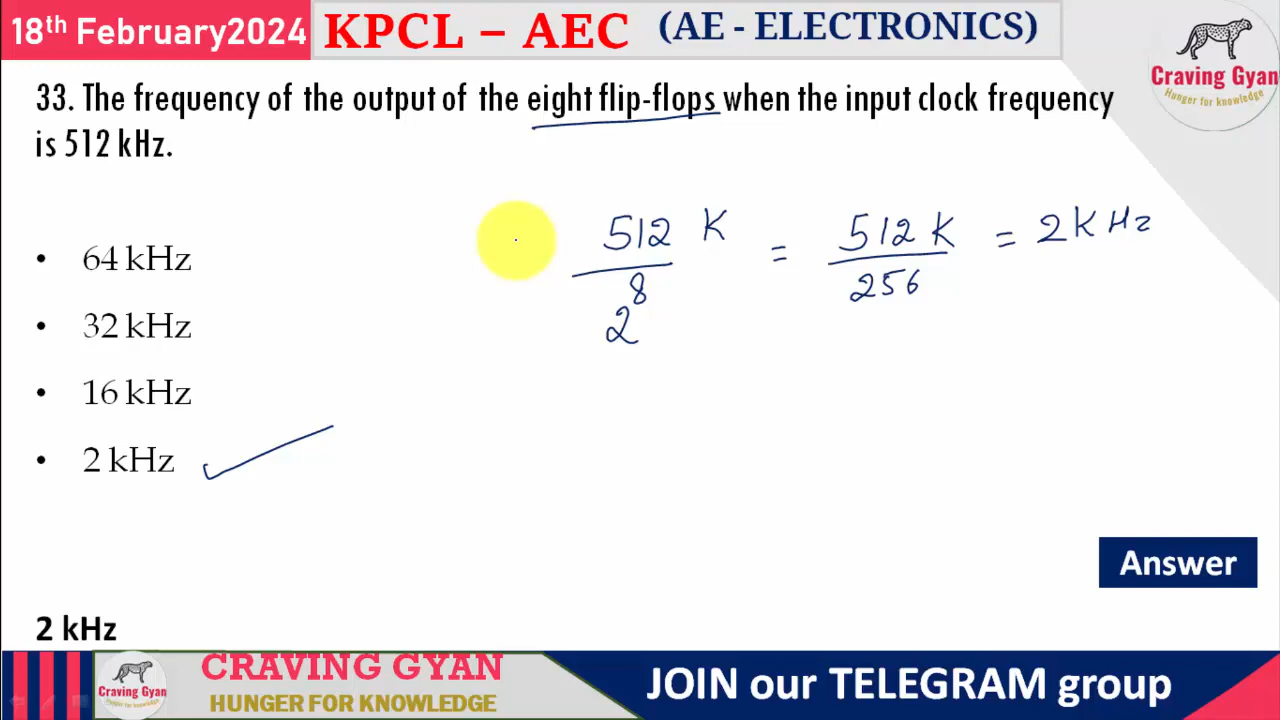 18th February2024
KPCL – AEC
(AE - ELECTRONICS)
Craving Gyan
Hunger for knowledge
33. The frequency of the output of the eight flip-flops when the input clock frequency
is 512 kHz.
512 K / 2^8 = 512 K / 256 = 2 K Hz
• 64 kHz
• 32 kHz
• 16 kHz
• 2 kHz
Answer
2 kHz
Craving Gyan
CRAVING GYAN
HUNGER FOR KNOWLEDGE
JOIN our TELEGRAM group